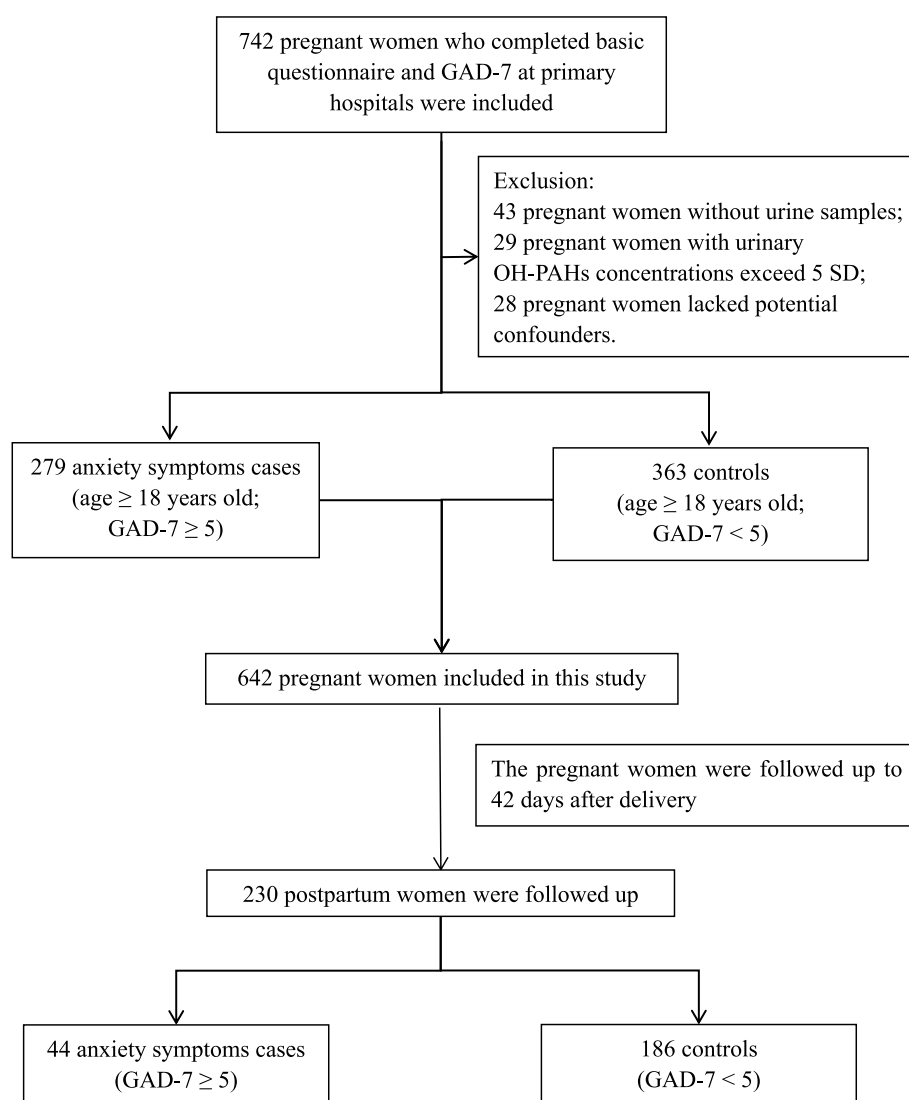 742 pregnant women who completed basic
questionnaire and GAD-7 at primary
hospitals were included
Exclusion:
43 pregnant women without urine samples;
29 pregnant women with urinary
OH-PAHs concentrations exceed 5 SD;
28 pregnant women lacked potential
confounders.
279 anxiety symptoms cases
(age ≥ 18 years old;
GAD-7 ≥ 5)
363 controls
(age ≥ 18 years old;
GAD-7 < 5)
642 pregnant women included in this study
The pregnant women were followed up to
42 days after delivery
230 postpartum women were followed up
44 anxiety symptoms cases
(GAD-7 ≥ 5)
186 controls
(GAD-7 < 5)